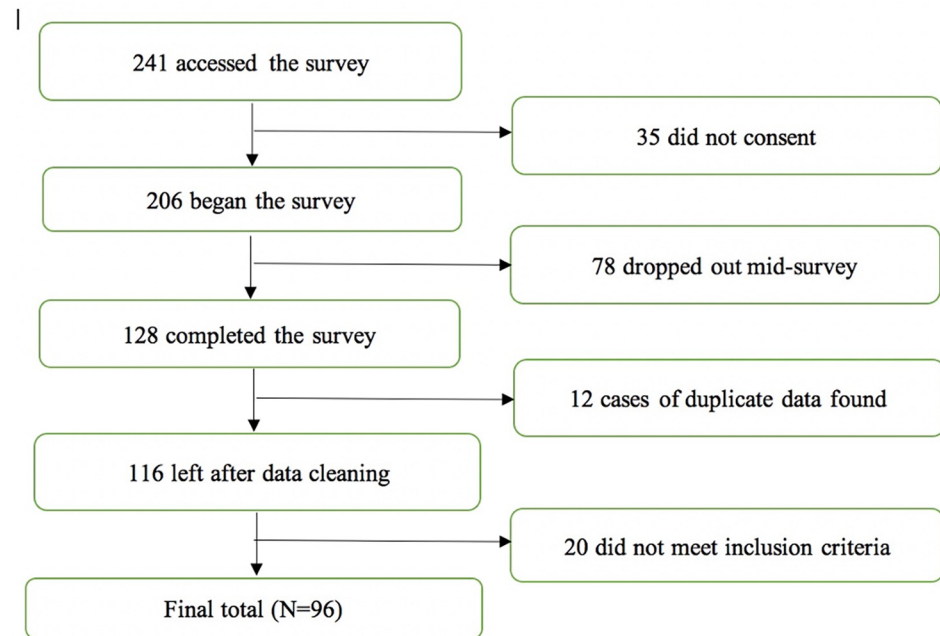 241 accessed the survey
35 did not consent
206 began the survey
78 dropped out mid-survey
128 completed the survey
12 cases of duplicate data found
116 left after data cleaning
20 did not meet inclusion criteria
Final total (N=96)